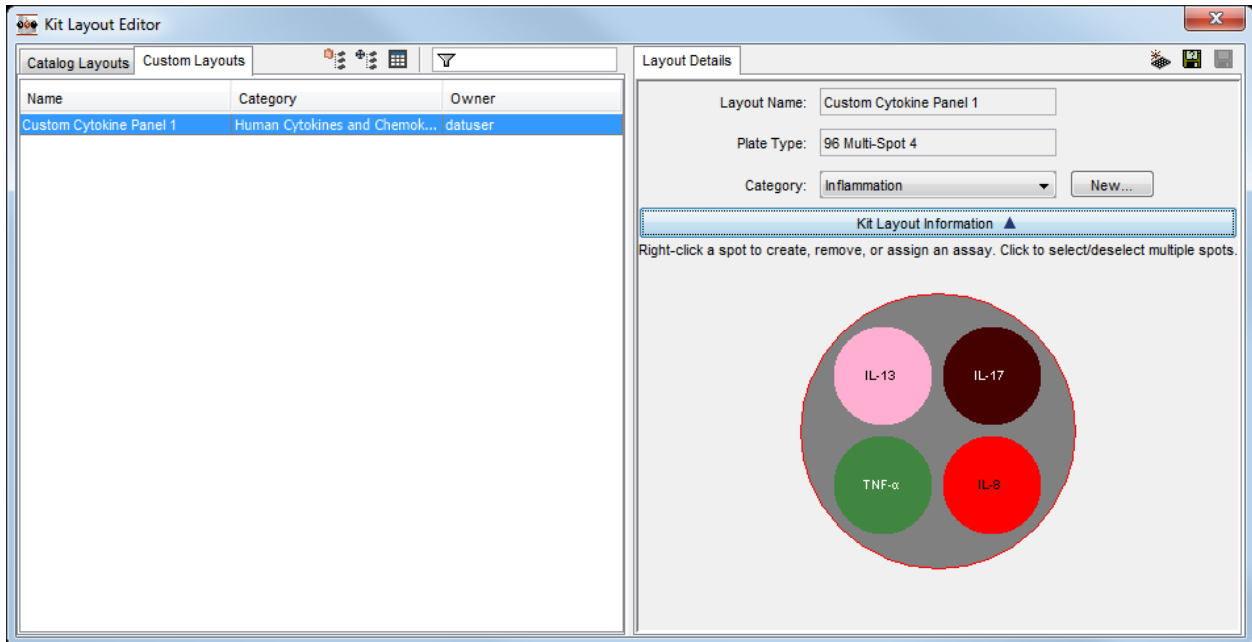 Kit Layout Editor
Catalog Layouts Custom Layouts
Name Category Owner
Custom Cytokine Panel 1 Human Cytokines and Chemok... datuser
Layout Details
Layout Name: Custom Cytokine Panel 1
Plate Type: 96 Multi-Spot 4
Category: Inflammation New...
Kit Layout Information ▲
Right-click a spot to create, remove, or assign an assay. Click to select/deselect multiple spots.
IL-13 IL-17
TNF-α IL-8